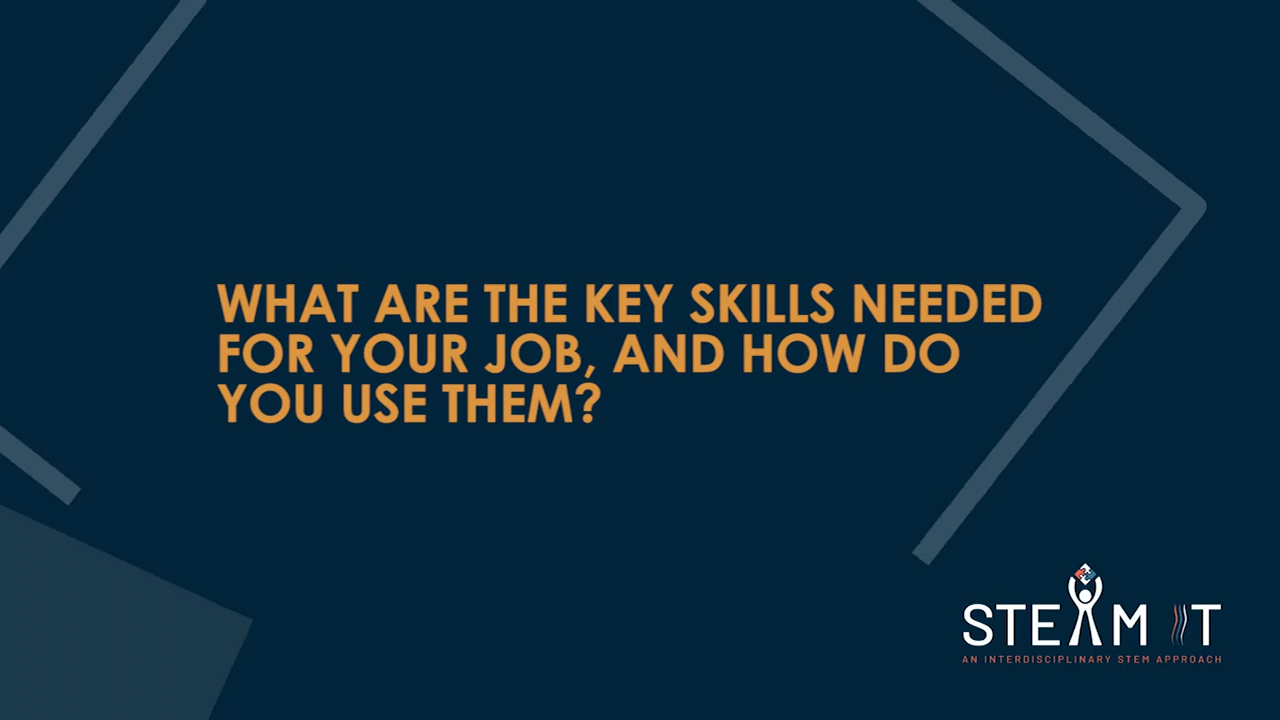 WHAT ARE THE KEY SKILLS NEEDED
FOR YOUR JOB, AND HOW DO
YOU USE THEM?
STEAM IT
AN INTERDISCIPLINARY STEM APPROACH